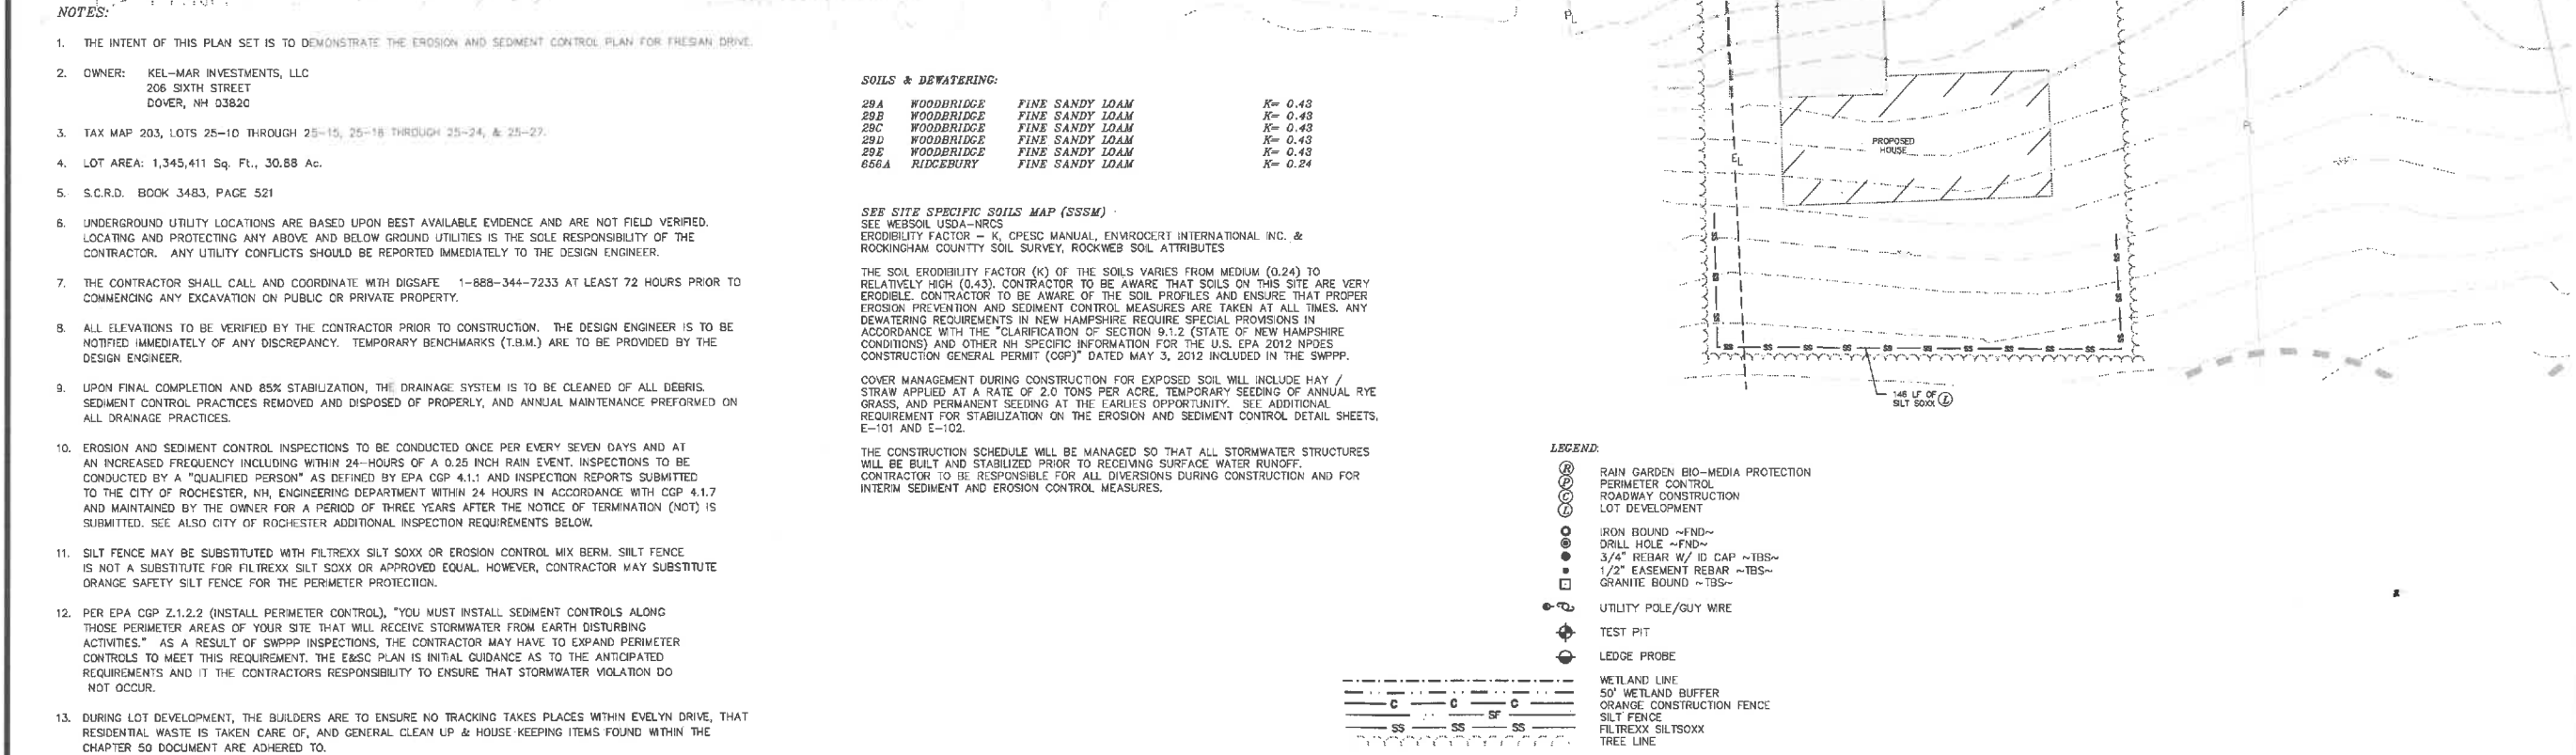 NOTES:
1. THE INTENT OF THIS PLAN SET IS TO DEMONSTRATE THE EROSION AND SEDIMENT CONTROL PLAN FOR FRESIAN DRIVE.
2. OWNER: KEL-MAR INVESTMENTS, LLC
206 SIXTH STREET
DOVER, NH 03820
3. TAX MAP 203, LOTS 25-10 THROUGH 25-15, 25-18 THROUGH 25-24, & 25-27.
4. LOT AREA: 1,345,411 Sq. Ft., 30.88 Ac.
5. S.C.R.D. BOOK 3483, PAGE 521
6. UNDERGROUND UTILITY LOCATIONS ARE BASED UPON BEST AVAILABLE EVIDENCE AND ARE NOT FIELD VERIFIED.
LOCATING AND PROTECTING ANY ABOVE AND BELOW GROUND UTILITIES IS THE SOLE RESPONSIBILITY OF THE
CONTRACTOR. ANY UTILITY CONFLICTS SHOULD BE REPORTED IMMEDIATELY TO THE DESIGN ENGINEER.
7. THE CONTRACTOR SHALL CALL AND COORDINATE WITH DIGSAFE 1-888-344-7233 AT LEAST 72 HOURS PRIOR TO
COMMENCING ANY EXCAVATION ON PUBLIC OR PRIVATE PROPERTY.
8. ALL ELEVATIONS TO BE VERIFIED BY THE CONTRACTOR PRIOR TO CONSTRUCTION. THE DESIGN ENGINEER IS TO BE
NOTIFIED IMMEDIATELY OF ANY DISCREPANCY. TEMPORARY BENCHMARKS (T.B.M.) ARE TO BE PROVIDED BY THE
DESIGN ENGINEER.
9. UPON FINAL COMPLETION AND 85% STABILIZATION, THE DRAINAGE SYSTEM IS TO BE CLEANED OF ALL DEBRIS.
SEDIMENT CONTROL PRACTICES REMOVED AND DISPOSED OF PROPERLY, AND ANNUAL MAINTENANCE PREFORMED ON
ALL DRAINAGE PRACTICES.
10. EROSION AND SEDIMENT CONTROL INSPECTIONS TO BE CONDUCTED ONCE PER EVERY SEVEN DAYS AND AT
AN INCREASED FREQUENCY INCLUDING WITHIN 24-HOURS OF A 0.25 INCH RAIN EVENT. INSPECTIONS TO BE
CONDUCTED BY A "QUALIFIED PERSON" AS DEFINED BY EPA CGP 4.1.1 AND INSPECTION REPORTS SUBMITTED
TO THE CITY OF ROCHESTER, NH, ENGINEERING DEPARTMENT WITHIN 24 HOURS IN ACCORDANCE WITH CGP 4.1.7
AND MAINTAINED BY THE OWNER FOR A PERIOD OF THREE YEARS AFTER THE NOTICE OF TERMINATION (NOT) IS
SUBMITTED. SEE ALSO CITY OF ROCHESTER ADDITIONAL INSPECTION REQUIREMENTS BELOW.
11. SILT FENCE MAY BE SUBSTITUTED WITH FILTREXX SILT SOXX OR EROSION CONTROL MIX BERM. SIILT FENCE
IS NOT A SUBSTITUTE FOR FILTREXX SILT SOXX OR APPROVED EQUAL. HOWEVER, CONTRACTOR MAY SUBSTITUTE
ORANGE SAFETY SILT FENCE FOR THE PERIMETER PROTECTION.
12. PER EPA CGP Z.1.2.2 (INSTALL PERIMETER CONTROL), "YOU MUST INSTALL SEDIMENT CONTROLS ALONG
THOSE PERIMETER AREAS OF YOUR SITE THAT WILL RECEIVE STORMWATER FROM EARTH DISTURBING
ACTIVITIES." AS A RESULT OF SWPPP INSPECTIONS, THE CONTRACTOR MAY HAVE TO EXPAND PERIMETER
CONTROLS TO MEET THIS REQUIREMENT. THE E&SC PLAN IS INITIAL GUIDANCE AS TO THE ANTICIPATED
REQUIREMENTS AND IT THE CONTRACTORS RESPONSIBILITY TO ENSURE THAT STORMWATER VIOLATION DO
NOT OCCUR.
13. DURING LOT DEVELOPMENT, THE BUILDERS ARE TO ENSURE NO TRACKING TAKES PLACES WITHIN EVELYN DRIVE, THAT
RESIDENTIAL WASTE IS TAKEN CARE OF, AND GENERAL CLEAN UP & HOUSE-KEEPING ITEMS FOUND WITHIN THE
CHAPTER 50 DOCUMENT ARE ADHERED TO.
SOILS & DEWATERING:
29A WOODBRIDGE FINE SANDY LOAM K= 0.43
29B WOODBRIDGE FINE SANDY LOAM K= 0.43
29C WOODBRIDGE FINE SANDY LOAM K= 0.43
29D WOODBRIDGE FINE SANDY LOAM K= 0.43
29E WOODBRIDGE FINE SANDY LOAM K= 0.43
656A RIDGEBURY FINE SANDY LOAM K= 0.24
SEE SITE SPECIFIC SOILS MAP (SSSM)
SEE WEBSOIL USDA-NRCS
ERODIBILITY FACTOR - K, CPESC MANUAL, ENVIROCERT INTERNATIONAL INC. &
ROCKINGHAM COUNTTY SOIL SURVEY, ROCKWEB SOIL ATTRIBUTES
THE SOIL ERODIBILITY FACTOR (K) OF THE SOILS VARIES FROM MEDIUM (0.24) TO
RELATIVELY HIGH (0.43). CONTRACTOR TO BE AWARE THAT SOILS ON THIS SITE ARE VERY
ERODIBLE. CONTRACTOR TO BE AWARE OF THE SOIL PROFILES AND ENSURE THAT PROPER
EROSION PREVENTION AND SEDIMENT CONTROL MEASURES ARE TAKEN AT ALL TIMES. ANY
DEWATERING REQUIREMENTS IN NEW HAMPSHIRE REQUIRE SPECIAL PROVISIONS IN
ACCORDANCE WITH THE "CLARIFICATION OF SECTION 9.1.2 (STATE OF NEW HAMPSHIRE
CONDITIONS) AND OTHER NH SPECIFIC INFORMATION FOR THE U.S. EPA 2012 NPDES
CONSTRUCTION GENERAL PERMIT (CGP)" DATED MAY 3, 2012 INCLUDED IN THE SWPPP.
COVER MANAGEMENT DURING CONSTRUCTION FOR EXPOSED SOIL WILL INCLUDE HAY /
STRAW APPLIED AT A RATE OF 2.0 TONS PER ACRE, TEMPORARY SEEDING OF ANNUAL RYE
GRASS, AND PERMANENT SEEDING AT THE EARLIES OPPORTUNITY. SEE ADDITIONAL
REQUIREMENT FOR STABILIZATION ON THE EROSION AND SEDIMENT CONTROL DETAIL SHEETS,
E-101 AND E-102.
THE CONSTRUCTION SCHEDULE WILL BE MANAGED SO THAT ALL STORMWATER STRUCTURES
WILL BE BUILT AND STABILIZED PRIOR TO RECEIVING SURFACE WATER RUNOFF.
CONTRACTOR TO BE RESPONSIBLE FOR ALL DIVERSIONS DURING CONSTRUCTION AND FOR
INTERIM SEDIMENT AND EROSION CONTROL MEASURES.
PL
PL
EL
PROPOSED
HOUSE
SS SS SS SS SS SS SS SS SS SS
146 LF OF
SILT SOXX L
LEGEND:
R RAIN GARDEN BIO-MEDIA PROTECTION
P PERIMETER CONTROL
C ROADWAY CONSTRUCTION
L LOT DEVELOPMENT
IRON BOUND ~FND~
DRILL HOLE ~FND~
3/4" REBAR W/ ID CAP ~TBS~
1/2" EASEMENT REBAR ~TBS~
GRANITE BOUND ~TBS~
UTILITY POLE/GUY WIRE
TEST PIT
LEDGE PROBE
WETLAND LINE
50' WETLAND BUFFER
C C C ORANGE CONSTRUCTION FENCE
SF SILT FENCE
SS SS SS FILTREXX SILTSOXX
TREE LINE